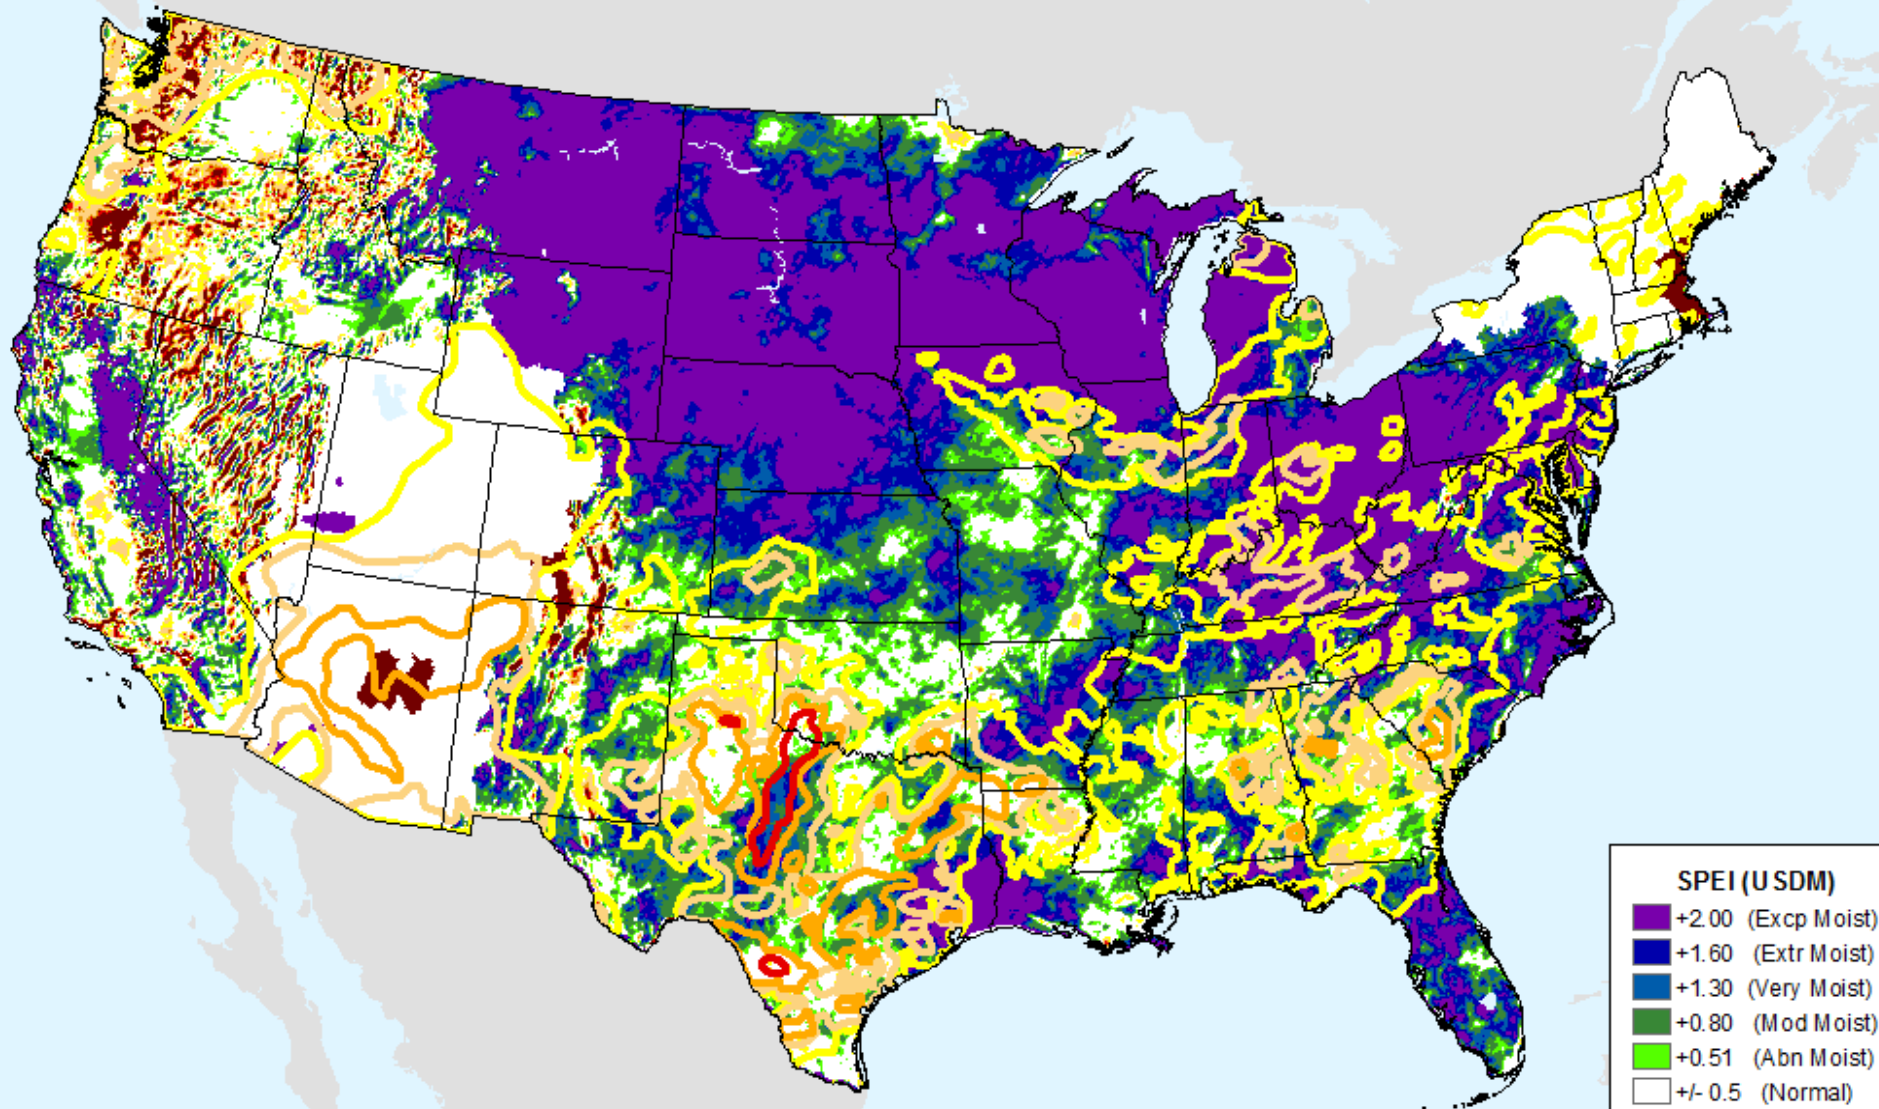 SPEI (USDM)
+2.00 (Excp Moist)
+1.60 (Extr Moist)
+1.30 (Very Moist)
+0.80 (Mod Moist)
+0.51 (Abn Moist)
+/- 0.5 (Normal)